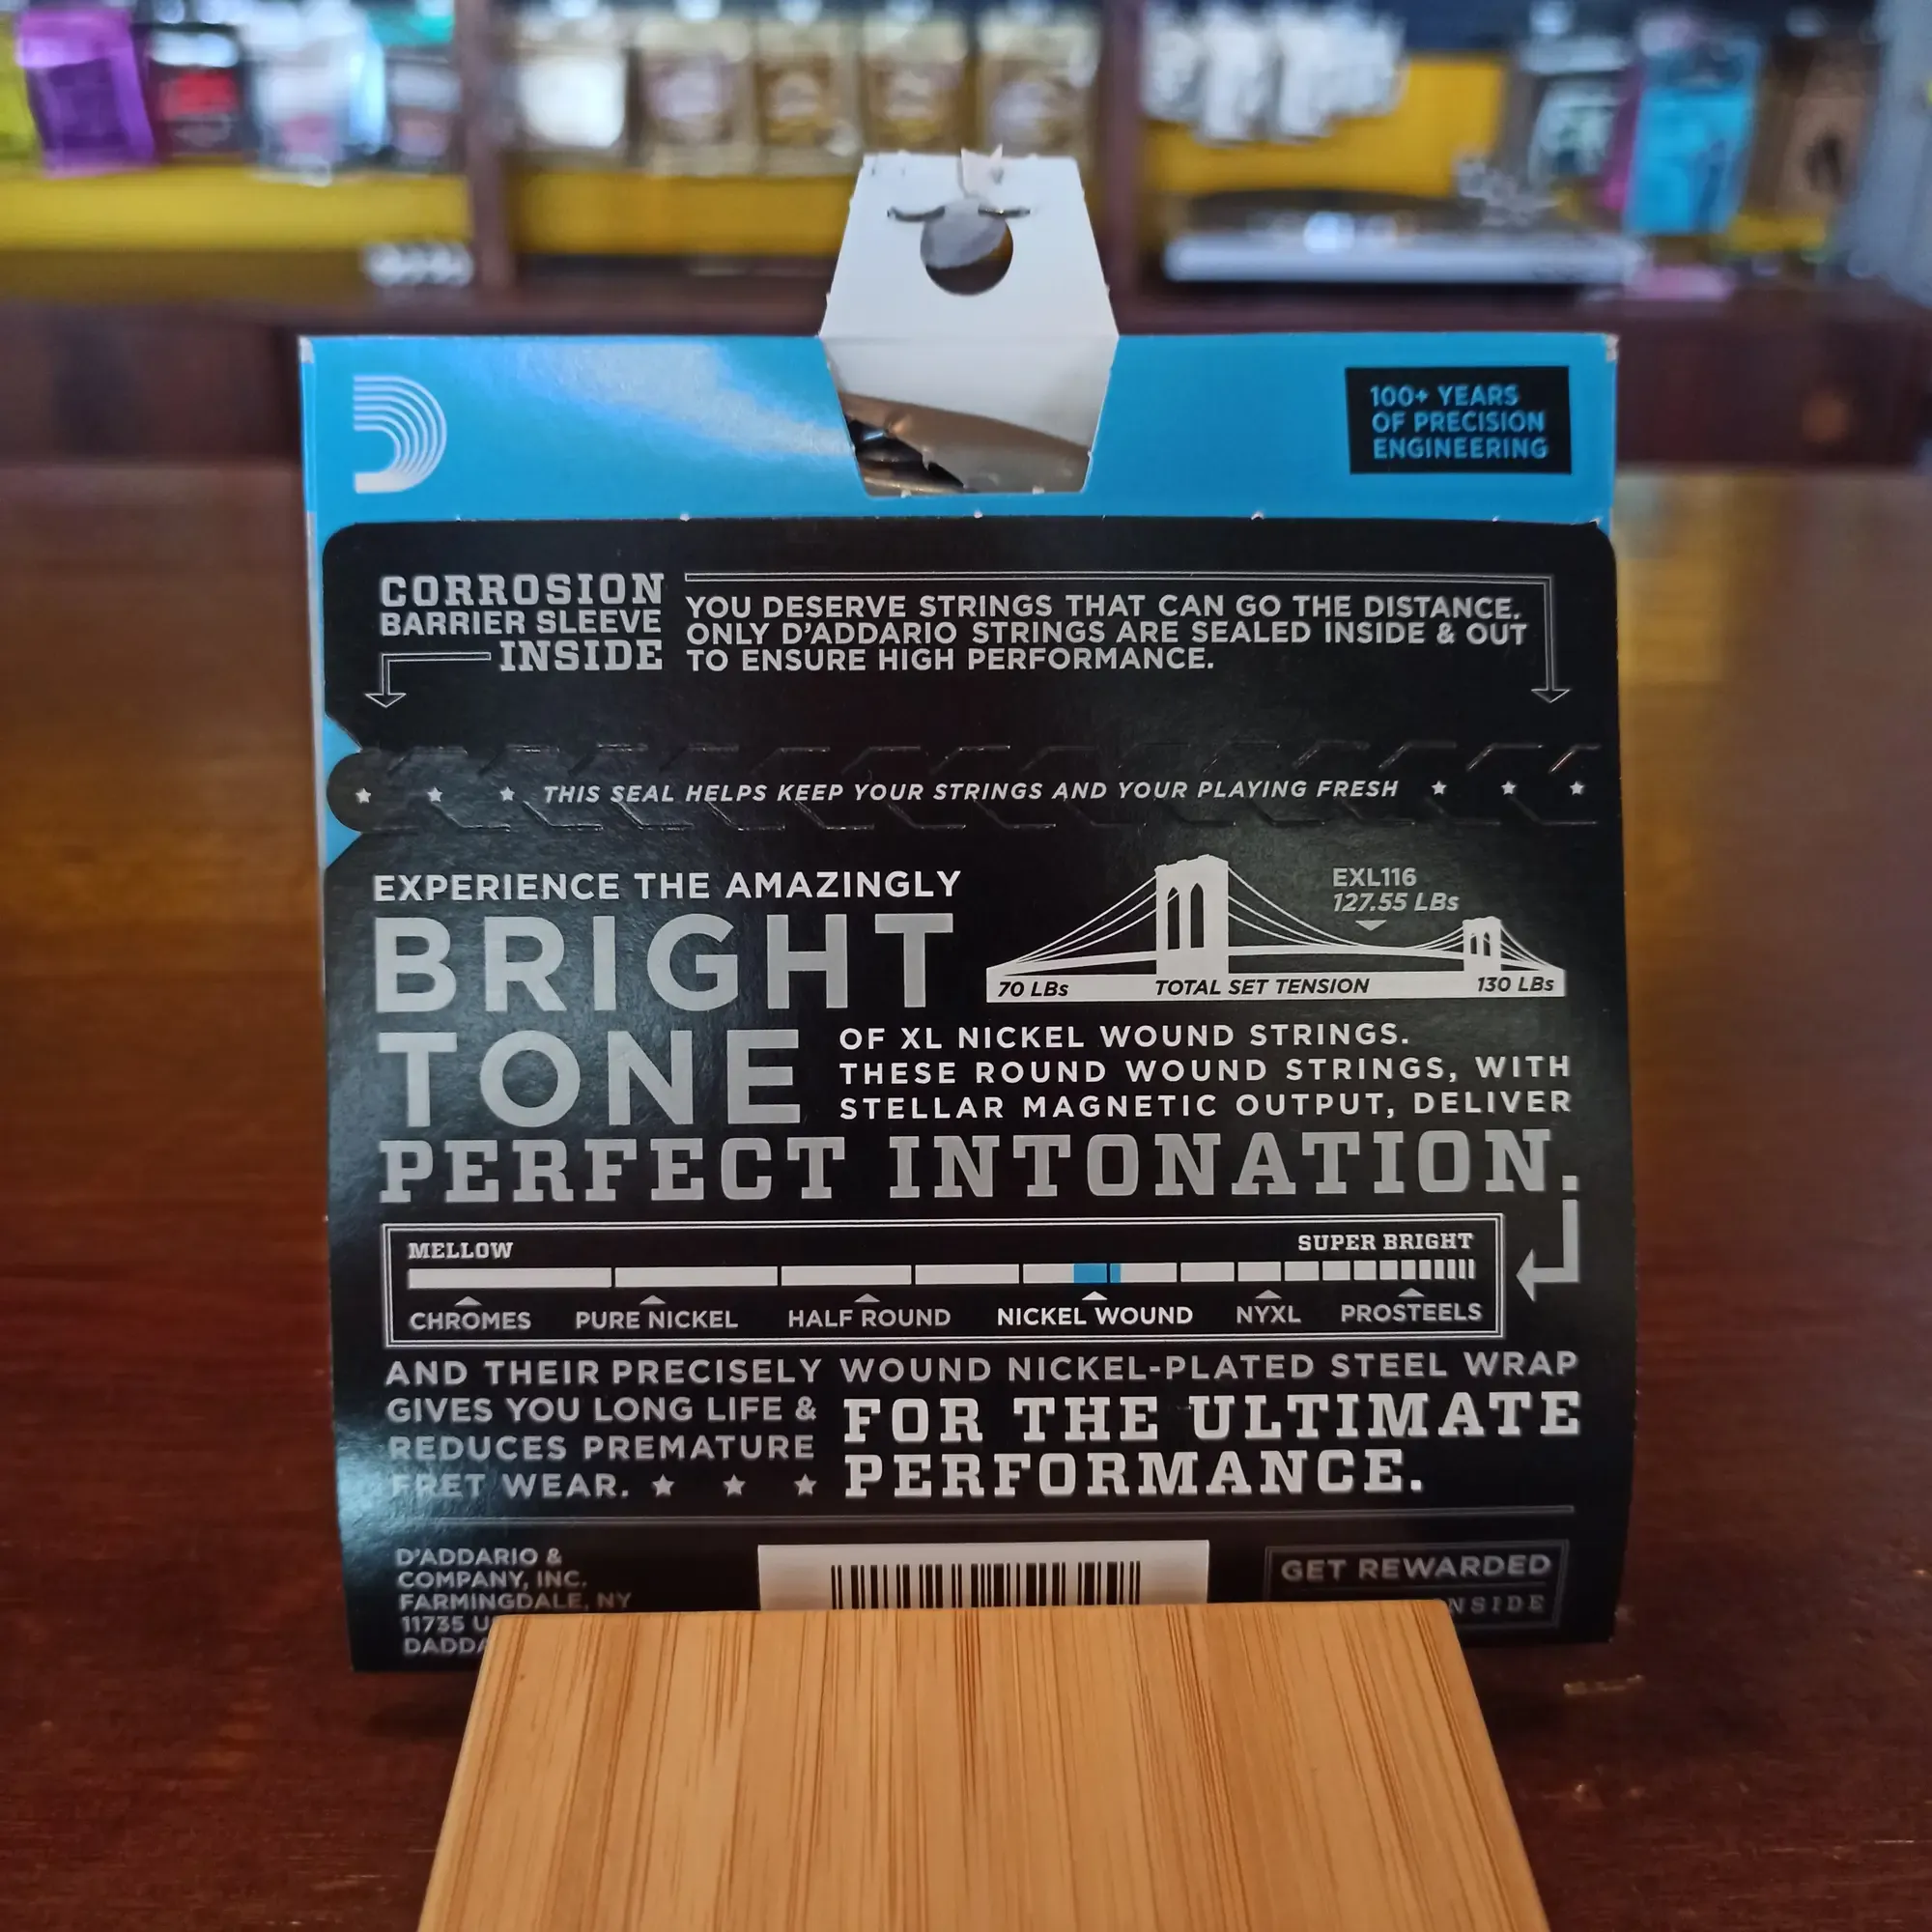 100+ YEARS
OF PRECISION
ENGINEERING
CORROSION
BARRIER SLEEVE
INSIDE
YOU DESERVE STRINGS THAT CAN GO THE DISTANCE.
ONLY D'ADDARIO STRINGS ARE SEALED INSIDE & OUT
TO ENSURE HIGH PERFORMANCE.
THIS SEAL HELPS KEEP YOUR STRINGS AND YOUR PLAYING FRESH
EXPERIENCE THE AMAZINGLY
BRIGHT
TONE
EXL116
127.55 LBs
70 LBs
TOTAL SET TENSION
130 LBs
OF XL NICKEL WOUND STRINGS.
THESE ROUND WOUND STRINGS, WITH
STELLAR MAGNETIC OUTPUT, DELIVER
PERFECT INTONATION.
MELLOW
SUPER BRIGHT
CHROMES
PURE NICKEL
HALF ROUND
NICKEL WOUND
NYXL
PROSTEELS
AND THEIR PRECISELY WOUND NICKEL-PLATED STEEL WRAP
GIVES YOU LONG LIFE &
REDUCES PREMATURE
FRET WEAR.
FOR THE ULTIMATE
PERFORMANCE.
D'ADDARIO &
COMPANY, INC.
FARMINGDALE, NY
11735
GET REWARDED